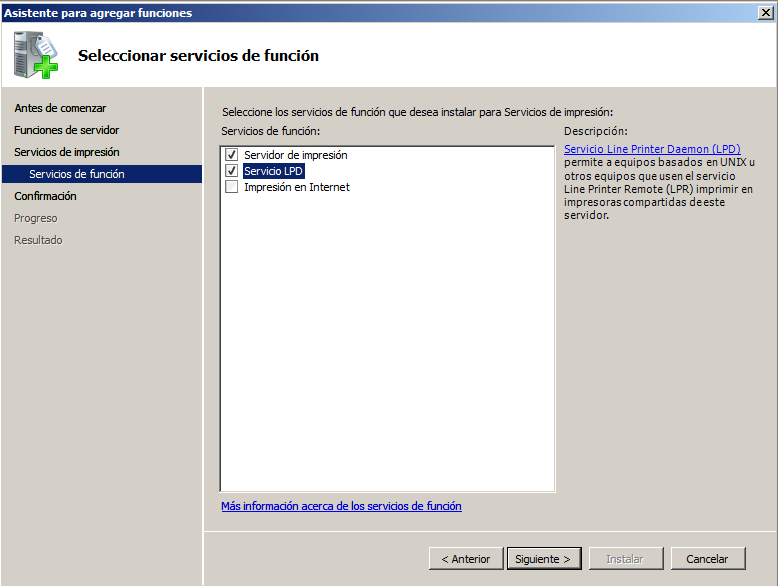 Asistente para agregar funciones
Seleccionar servicios de función
Antes de comenzar
Funciones de servidor
Servicios de impresión
Servicios de función
Confirmación
Progreso
Resultado
Seleccione los servicios de función que desea instalar para Servicios de impresión:
Servicios de función:
Servidor de impresión
Servicio LPD
Impresión en Internet
Más información acerca de los servicios de función
Descripción:
Servicio Line Printer Daemon (LPD)
permite a equipos basados en UNIX u
otros equipos que usen el servicio
Line Printer Remote (LPR) imprimir en
impresoras compartidas de este
servidor.
< Anterior
Siguiente >
Instalar
Cancelar